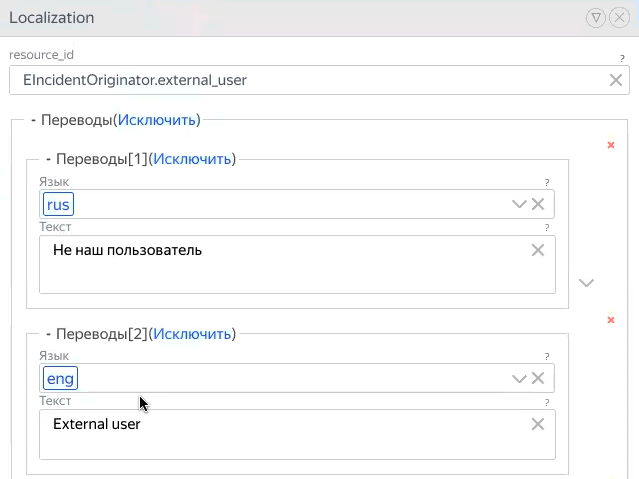 Localization
resource_id
?
EIncidentOriginator.external_user
- Переводы(Исключить)
- Переводы[1](Исключить)
Язык
?
rus
Текст
?
Не наш пользователь
- Переводы[2](Исключить)
Язык
?
eng
Текст
?
External user